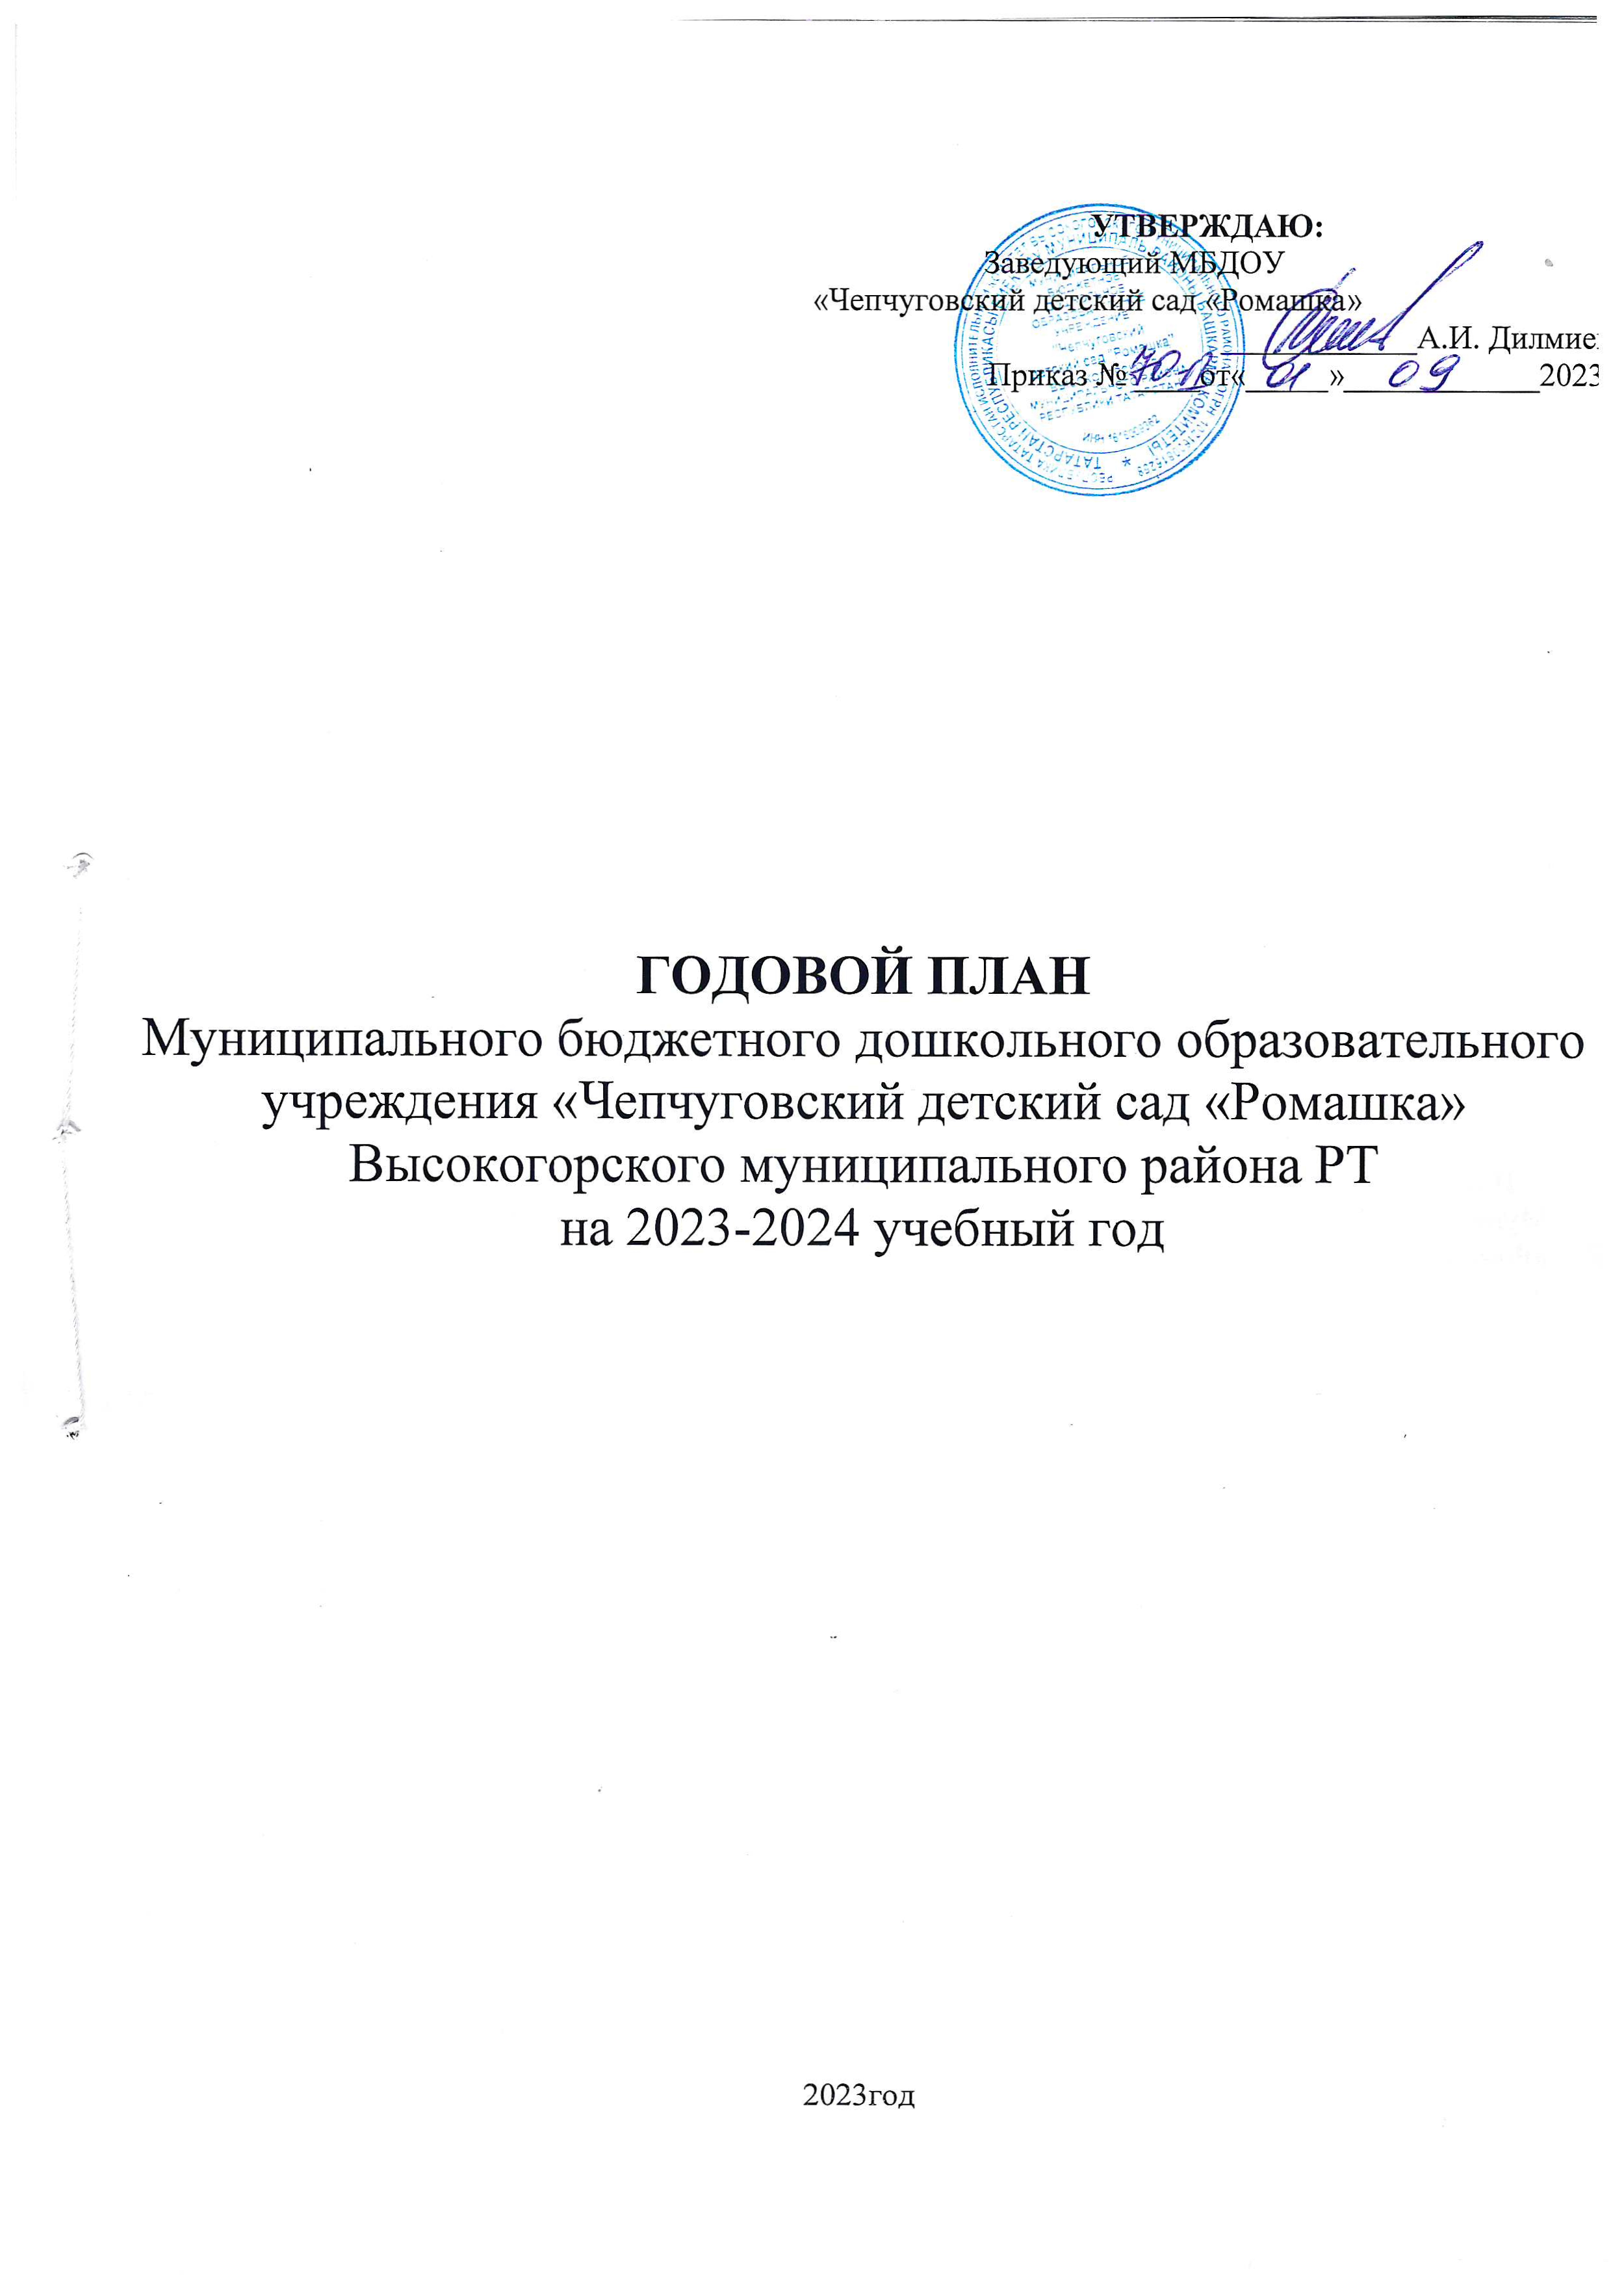 УТВЕРЖДАЮ:
Заведующий МБДОУ
«Чепчуговский детский сад «Ромашка»
А.И. Дилмие
Приказ № 70 от « 01 » 09 2023
ГОДОВОЙ ПЛАН
Муниципального бюджетного дошкольного образовательного
учреждения «Чепчуговский детский сад «Ромашка»
Высокогорского муниципального района РТ
на 2023-2024 учебный год
2023год